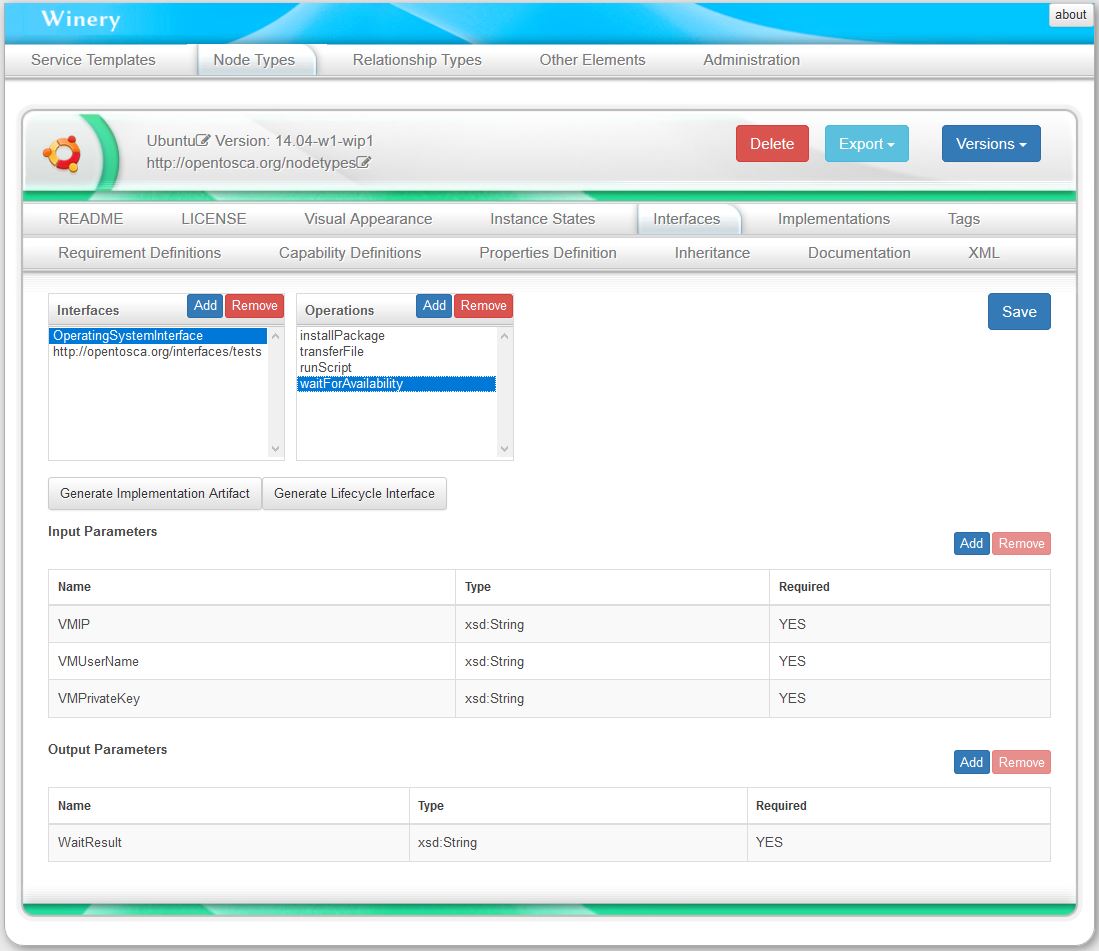 Winery
about
Service Templates Node Types Relationship Types Other Elements Administration
Ubuntu Version: 14.04-w1-wip1
http://opentosca.org/nodetypes
Delete Export Versions
README LICENSE Visual Appearance Instance States Interfaces Implementations Tags
Requirement Definitions Capability Definitions Properties Definition Inheritance Documentation XML
Interfaces Add Remove Operations Add Remove
Save
OperatingSystemInterface installPackage
http://opentosca.org/interfaces/tests transferFile
runScript
waitForAvailability
Generate Implementation Artifact Generate Lifecycle Interface
Input Parameters
Add Remove
Name Type Required
VMIP xsd:String YES
VMUserName xsd:String YES
VMPrivateKey xsd:String YES
Output Parameters
Add Remove
Name Type Required
WaitResult xsd:String YES